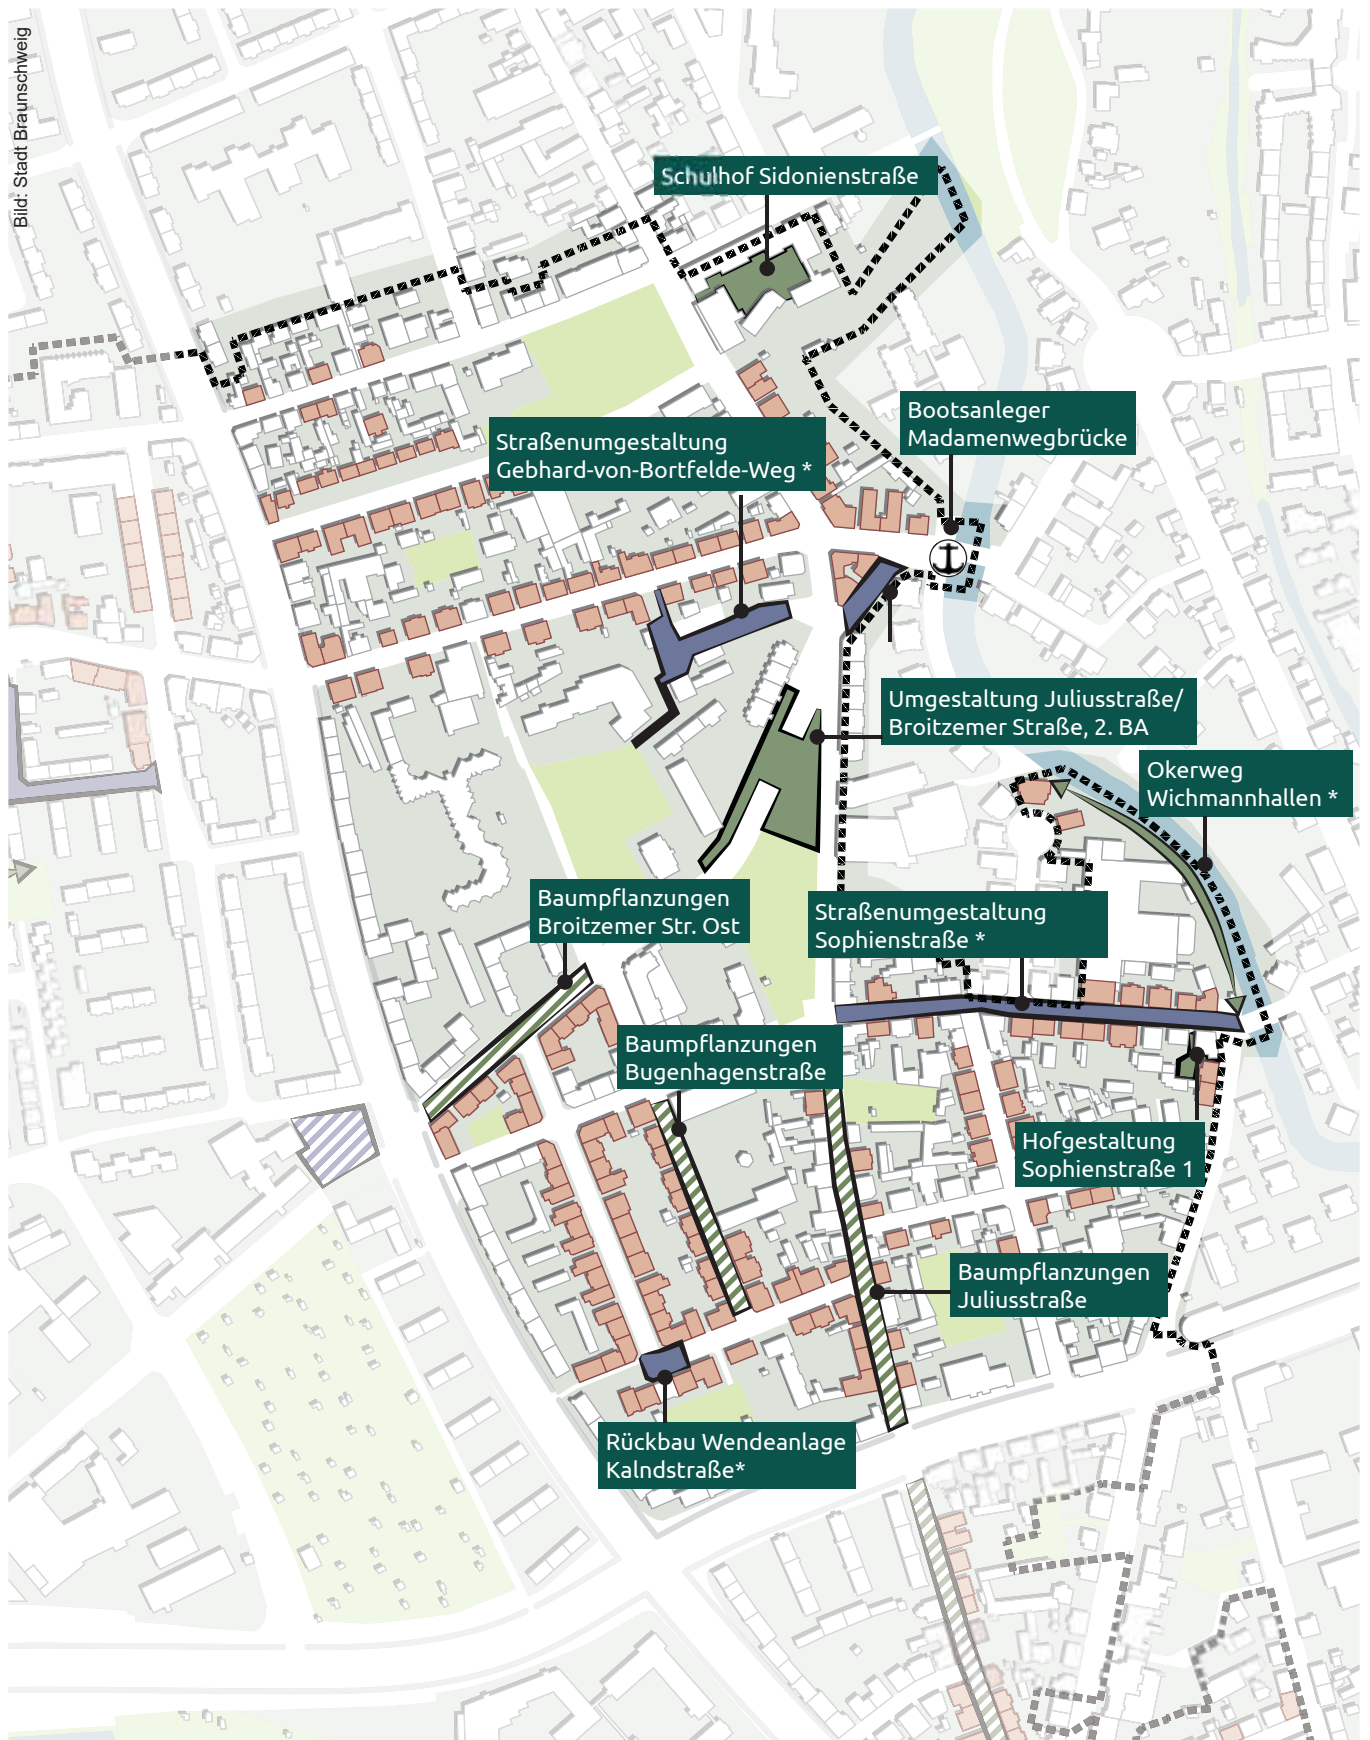 Bild: Stadt Braunschweig
Schulhof Sidonienstraße
Bootsanleger
Madamenwegbrücke
Straßenumgestaltung
Gebhard-von-Bortfelde-Weg *
Umgestaltung Juliusstraße/
Broitzemer Straße, 2. BA
Okerweg
Wichmannhallen *
Baumpflanzungen
Broitzemer Str. Ost
Straßenumgestaltung
Sophienstraße *
Baumpflanzungen
Bugenhagenstraße
Hofgestaltung
Sophienstraße 1
Baumpflanzungen
Juliusstraße
Rückbau Wendeanlage
Kalndstraße*